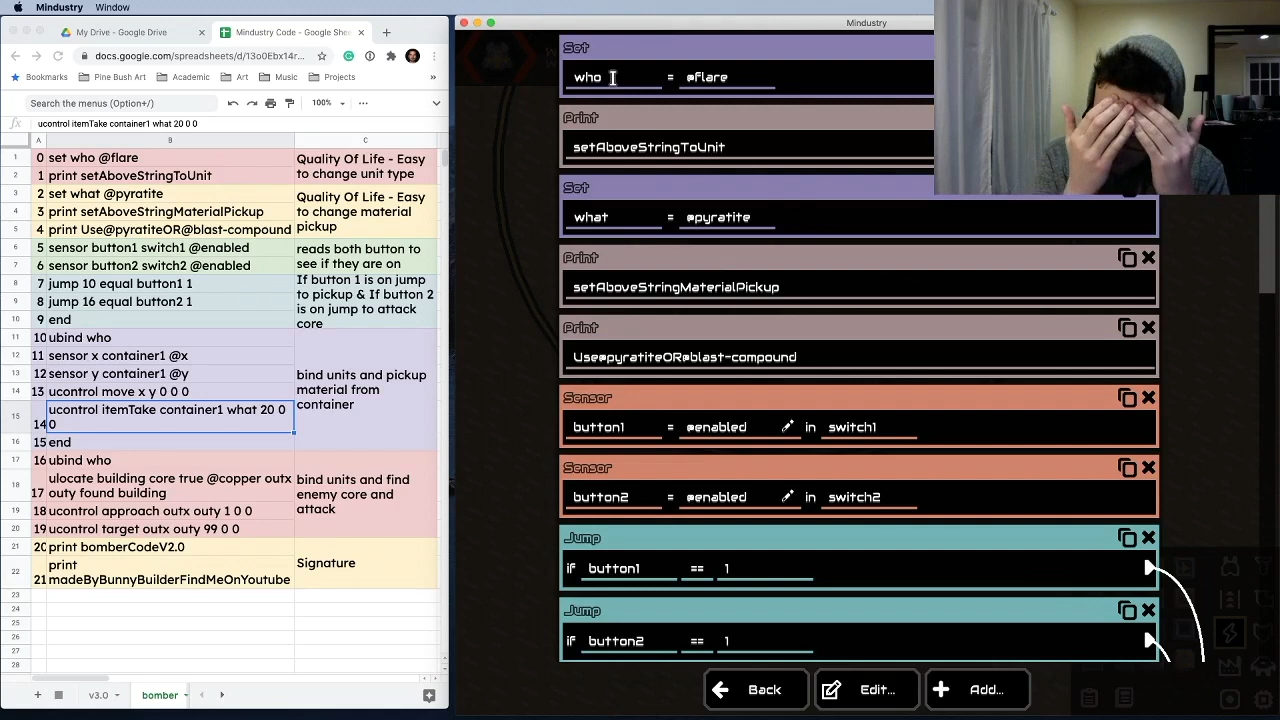 Mindustry Window
My Drive - Google Drive
Mindustry Code - Google She
docs.google.com/spreadsheets/d/13o0Ebx14r...
Bookmarks Pine Bush Art Academic Art Music Projects
Search the menus (Option+/)
100%
fx ucontrol itemTake container1 what 20 0 0
A B C
1 0 set who @flare
2 1 print setAboveStringToUnit
Quality Of Life - Easy
to change unit type
3 2 set what @pyratite
4 3 print setAboveStringMaterialPickup
5 4 print Use@pyratiteOR@blast-compound
Quality Of Life - Easy
to change material
pickup
6 5 sensor button1 switch1 @enabled
7 6 sensor button2 switch2 @enabled
reads both button to
see if they are on
8 7 jump 10 equal button1 1
9 8 jump 16 equal button2 1
10 9 end
If button 1 is on jump
to pickup & If button 2
is on jump to attack
core
11 10 ubind who
12 11 sensor x container1 @x
13 12 sensor y container1 @y
14 13 ucontrol move x y 0 0 0
15 14 ucontrol itemTake container1 what 20 0
0
16 15 end
bind units and pickup
material from
container
17 16 ubind who
18 17 ulocate building core true @copper outx
outy found building
19 18 ucontrol approach outx outy 1 0 0
20 19 ucontrol target outx outy 99 0 0
bind units and find
enemy core and
attack
21 20 print bomberCodeV2.0
22 21 print
madeByBunnyBuilderFindMeOnYoutube
Signature
23
24
25
26
27
28
v3.0 bomber
Mindustry
Set
who = @flare
Print
setAboveStringToUnit
Set
what = @pyratite
Print
setAboveStringMaterialPickup
Print
Use@pyratiteOR@blast-compound
Sensor
button1 = @enabled in switch1
Sensor
button2 = @enabled in switch2
Jump
if button1 == 1
Jump
if button2 == 1
Back Edit... Add...